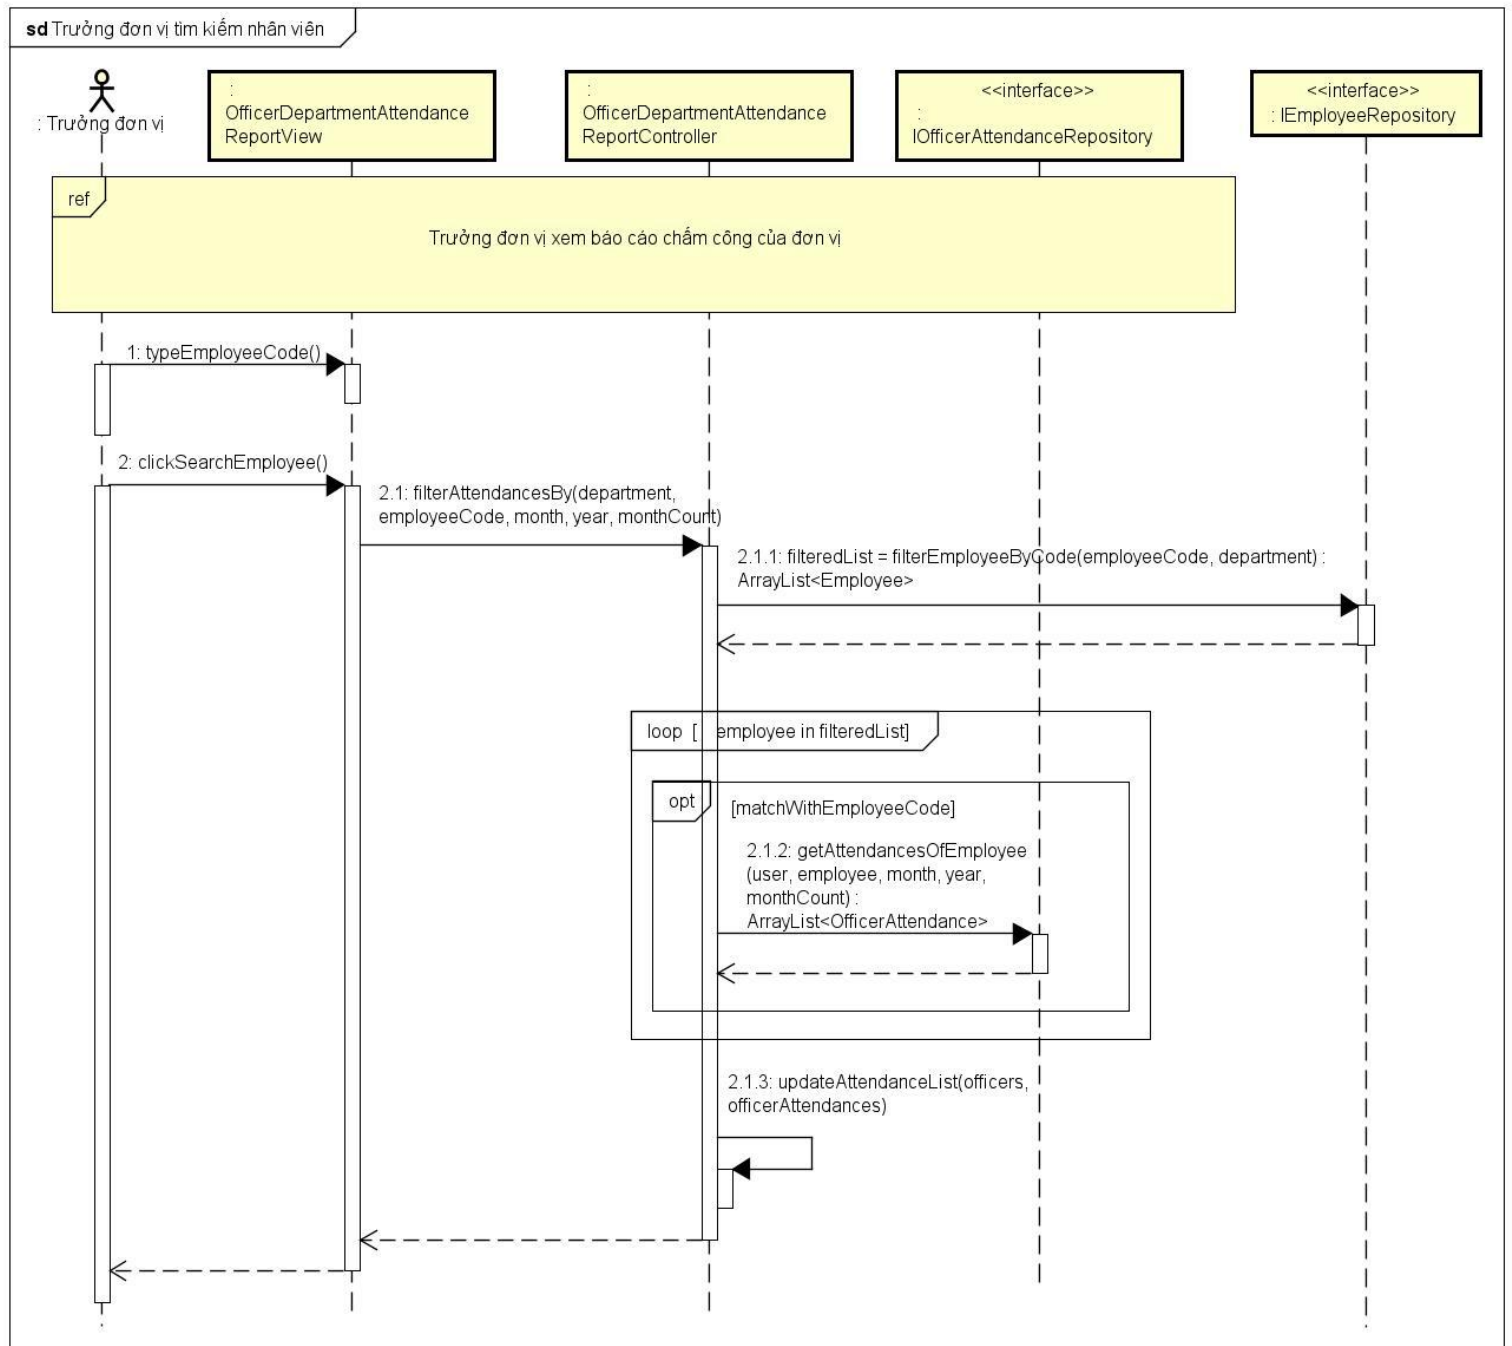 sd Trưởng đơn vị tìm kiếm nhân viên
: Trưởng đơn vị
:
OfficerDepartmentAttendance
ReportView
:
OfficerDepartmentAttendance
ReportController
<<interface>>
:
IOfficerAttendanceRepository
<<interface>>
: IEmployeeRepository
ref
Trưởng đơn vị xem báo cáo chấm công của đơn vị
1: typeEmployeeCode()
2: clickSearchEmployee()
2.1: filterAttendancesBy(department,
employeeCode, month, year, monthCount)
2.1.1: filteredList = filterEmployeeByCode(employeeCode, department) :
ArrayList<Employee>
loop [ employee in filteredList]
opt
[matchWithEmployeeCode]
2.1.2: getAttendancesOfEmployee
(user, employee, month, year,
monthCount) :
ArrayList<OfficerAttendance>
2.1.3: updateAttendanceList(officers,
officerAttendances)